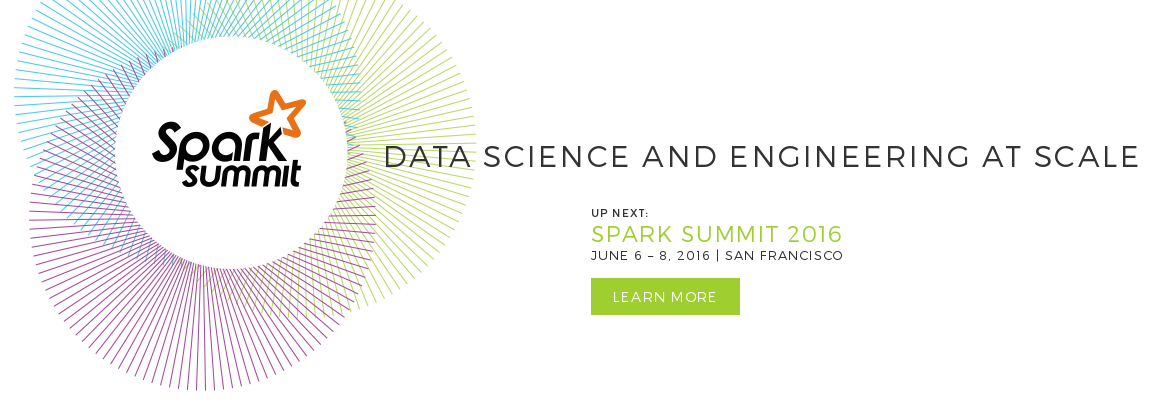 Spark
summit
DATA SCIENCE AND ENGINEERING AT SCALE
UP NEXT:
SPARK SUMMIT 2016
JUNE 6 – 8, 2016 | SAN FRANCISCO
LEARN MORE